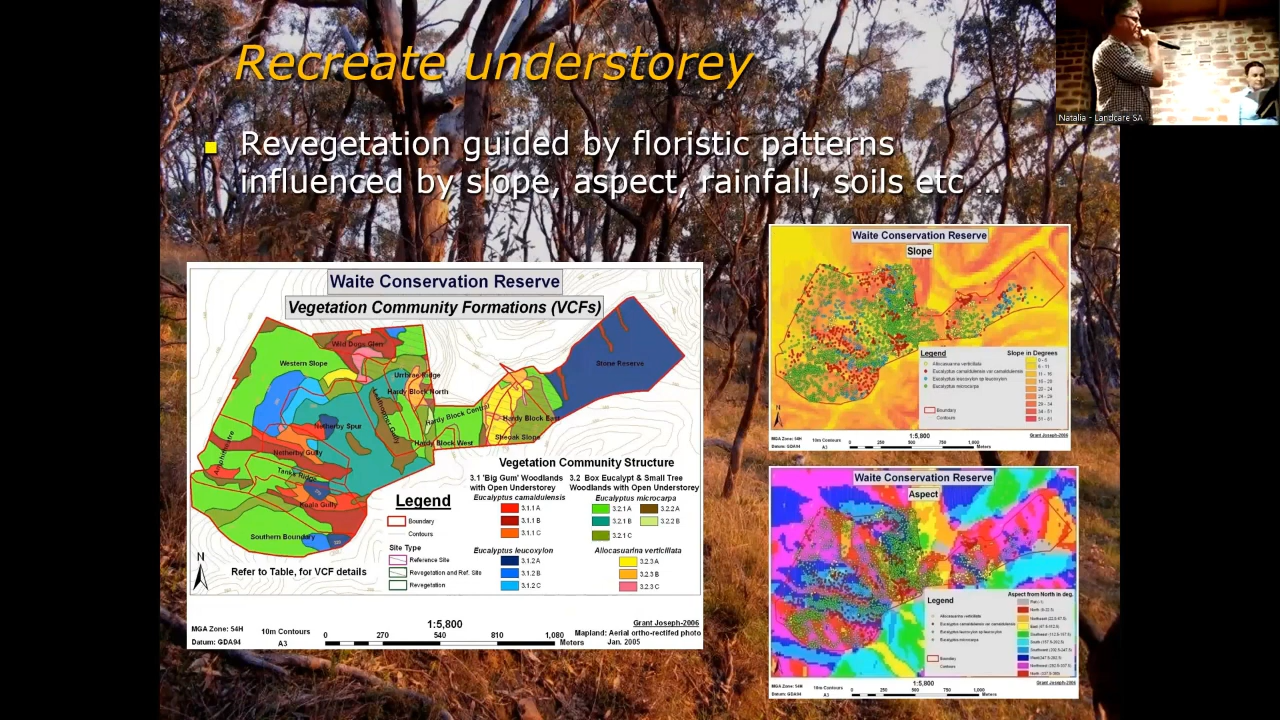 Recreate understorey
Revegetation guided by floristic patterns
influenced by slope, aspect, rainfall, soils etc …
Natalia - Landcare SA
Waite Conservation Reserve
Vegetation Community Formations (VCFs)
Wild Dogs Glen
Western Slope
Stone Reserve
Hardy Block North
Hardy Block Central
Hardy Block East
Netherby Spur
Hardy Block West
Sheoak Slope
Netherby Gully
Koala Gully
Southern Boundary
Vegetation Community Structure
3.1 'Big Gum' Woodlands
with Open Understorey
3.2 Box Eucalypt & Small Tree
Woodlands with Open Understorey
Eucalyptus camaldulensis
3.1.1 A
3.1.1 B
3.1.1 C
Eucalyptus microcarpa
3.2.1 A
3.2.2 A
3.2.1 B
3.2.2 B
3.2.1 C
Eucalyptus leucoxylon
3.1.2 A
3.1.2 B
3.1.2 C
Allocasuarina verticillata
3.2.3 A
3.2.3 B
3.2.3 C
Legend
Boundary
Contours
Site Type
Reference Site
Revegetation and Ref. Site
Revegetation
N
Refer to Table, for VCF details
MGA Zone: 54H
Datum: GDA94
10m Contours
A3
1:5,800
0 270 540 810 1,080
Meters
Grant Joseph-2006
Mapland: Aerial ortho-rectifed photo
Jan. 2005
Waite Conservation Reserve
Slope
Legend
Allocasuarina verticillata
Eucalyptus camaldulensis var camaldulensis
Eucalyptus leucoxylon sp leucoxylon
Eucalyptus microcarpa
Boundary
Contours
Slope in Degrees
N
MGA Zone: 54H
Datum: GDA94
10m Contours
A3
1:5,800
0 250 500 750 1,000
Meters
Grant Joseph-2006
Waite Conservation Reserve
Aspect
Legend
Allocasuarina verticillata
Eucalyptus camaldulensis var camaldulensis
Eucalyptus leucoxylon sp leucoxylon
Eucalyptus microcarpa
Boundary
Contours
Aspect from North in deg.
N
MGA Zone: 54H
Datum: GDA94
10m Contours
A3
1:5,800
0 250 500 750 1,000
Meters
Grant Joseph-2006